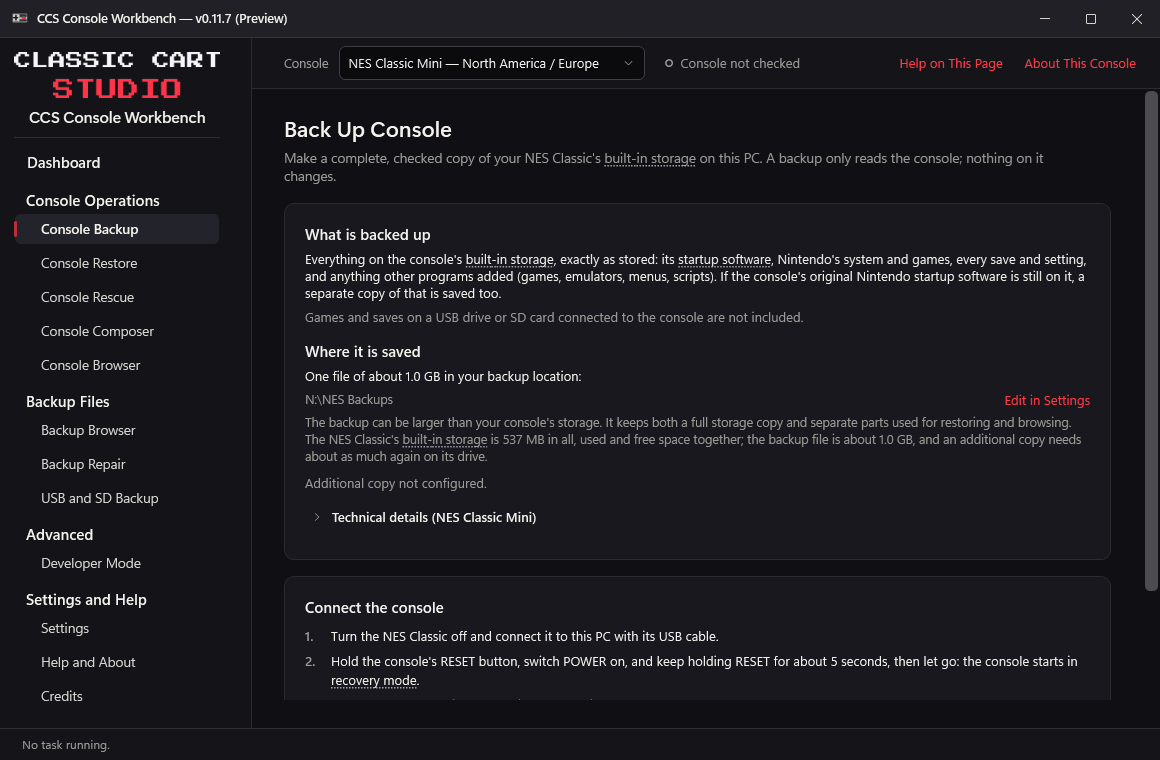 CCS Console Workbench — v0.11.7 (Preview)
CLASSIC CART
STUDIO
CCS Console Workbench
Dashboard
Console Operations
Console Backup
Console Restore
Console Rescue
Console Composer
Console Browser
Backup Files
Backup Browser
Backup Repair
USB and SD Backup
Advanced
Developer Mode
Settings and Help
Settings
Help and About
Credits
Console
NES Classic Mini — North America / Europe
Console not checked
Help on This Page
About This Console
Back Up Console
Make a complete, checked copy of your NES Classic's built-in storage on this PC. A backup only reads the console; nothing on it
changes.
What is backed up
Everything on the console's built-in storage, exactly as stored: its startup software, Nintendo's system and games, every save and setting,
and anything other programs added (games, emulators, menus, scripts). If the console's original Nintendo startup software is still on it, a
separate copy of that is saved too.
Games and saves on a USB drive or SD card connected to the console are not included.
Where it is saved
One file of about 1.0 GB in your backup location:
N:\NES Backups
Edit in Settings
The backup can be larger than your console's storage. It keeps both a full storage copy and separate parts used for restoring and browsing.
The NES Classic's built-in storage is 537 MB in all, used and free space together; the backup file is about 1.0 GB, and an additional copy needs
about as much again on its drive.
Additional copy not configured.
Technical details (NES Classic Mini)
Connect the console
1. Turn the NES Classic off and connect it to this PC with its USB cable.
2. Hold the console's RESET button, switch POWER on, and keep holding RESET for about 5 seconds, then let go: the console starts in
recovery mode.
No task running.